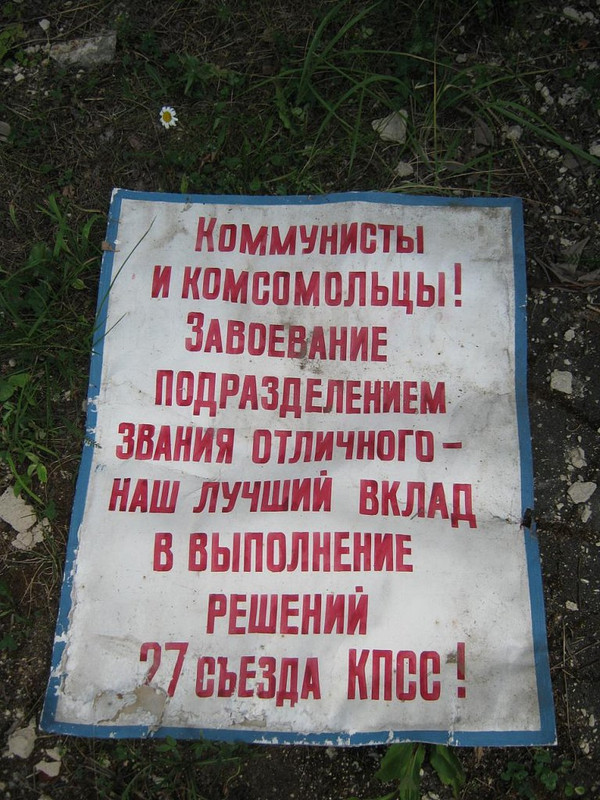 Коммунисты
и комсомольцы!
Завоевание
подразделением
звания отличного –
наш лучший вклад
в выполнение
решений
27 съезда КПСС!